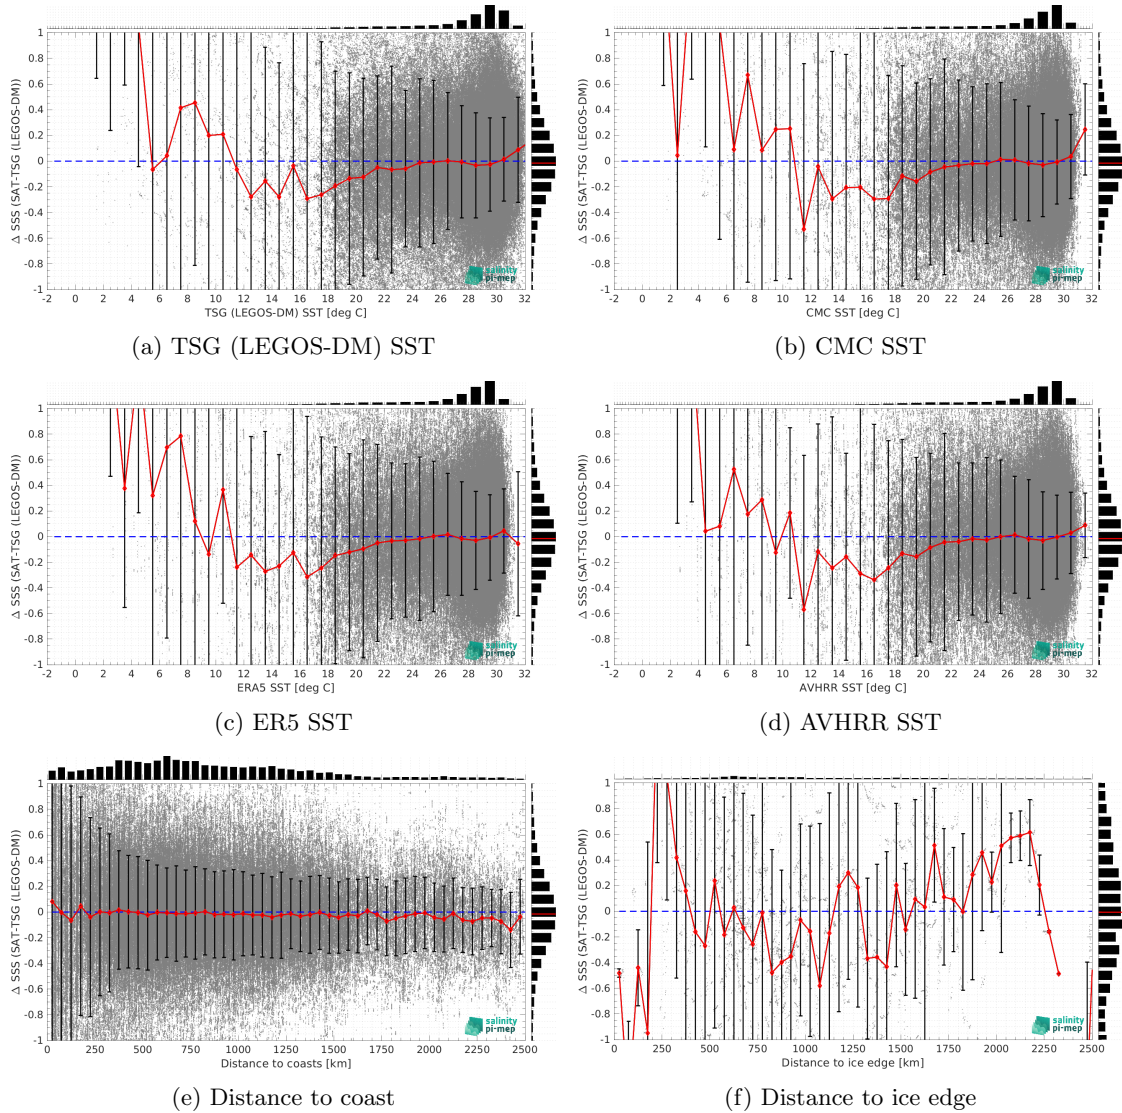 1
0.8
0.6
0.4
0.2
0
-0.2
-0.4
-0.6
-0.8
-1
Δ SSS (SAT-TSG (LEGOS-DM))
salinity
pi-mep
-2 0 2 4 6 8 10 12 14 16 18 20 22 24 26 28 30 32
TSG (LEGOS-DM) SST [deg C]
(a) TSG (LEGOS-DM) SST
1
0.8
0.6
0.4
0.2
0
-0.2
-0.4
-0.6
-0.8
-1
Δ SSS (SAT-TSG (LEGOS-DM))
salinity
pi-mep
-2 0 2 4 6 8 10 12 14 16 18 20 22 24 26 28 30 32
CMC SST [deg C]
(b) CMC SST
1
0.8
0.6
0.4
0.2
0
-0.2
-0.4
-0.6
-0.8
-1
Δ SSS (SAT-TSG (LEGOS-DM))
salinity
pi-mep
-2 0 2 4 6 8 10 12 14 16 18 20 22 24 26 28 30 32
ERA5 SST [deg C]
(c) ER5 SST
1
0.8
0.6
0.4
0.2
0
-0.2
-0.4
-0.6
-0.8
-1
Δ SSS (SAT-TSG (LEGOS-DM))
salinity
pi-mep
-2 0 2 4 6 8 10 12 14 16 18 20 22 24 26 28 30 32
AVHRR SST [deg C]
(d) AVHRR SST
1
0.8
0.6
0.4
0.2
0
-0.2
-0.4
-0.6
-0.8
-1
Δ SSS (SAT-TSG (LEGOS-DM))
salinity
pi-mep
0 250 500 750 1000 1250 1500 1750 2000 2250 2500
Distance to coasts [km]
(e) Distance to coast
1
0.8
0.6
0.4
0.2
0
-0.2
-0.4
-0.6
-0.8
-1
Δ SSS (SAT-TSG (LEGOS-DM))
salinity
pi-mep
0 250 500 750 1000 1250 1500 1750 2000 2250 2500
Distance to ice edge [km]
(f) Distance to ice edge